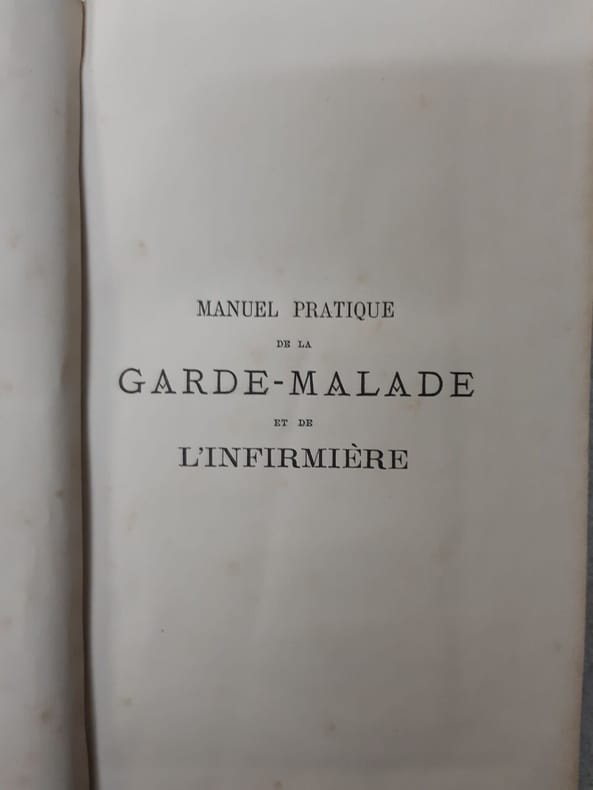 MANUEL PRATIQUE
DE LA
GARDE-MALADE
ET DE
L'INFIRMIÈRE